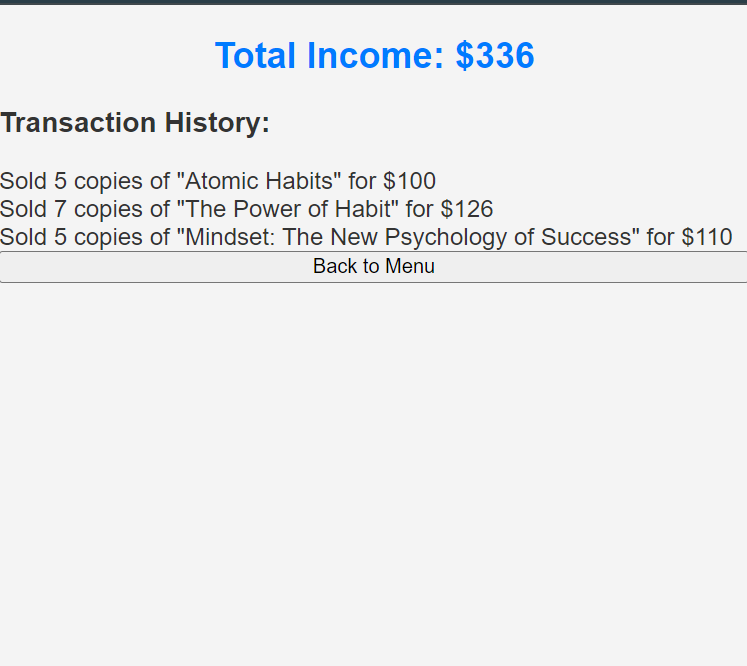 Total Income: $336
Transaction History:
Sold 5 copies of "Atomic Habits" for $100
Sold 7 copies of "The Power of Habit" for $126
Sold 5 copies of "Mindset: The New Psychology of Success" for $110
Back to Menu